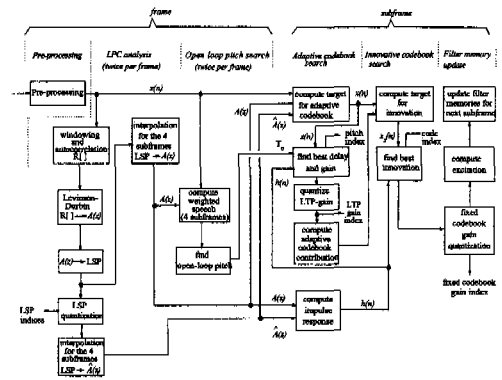 frame
subframe
Pre-processing
LPC analysis
(twice per frame)
Open loop pitch search
(twice per frame)
Adaptive codebook
search
Innovative codebook
search
Filter memory
update
Pre-processing
s(n)
windowing
and
autocorrelation
R[ ]
Levinson-
Durbin
R[ ] → A(z)
A(z) → LSP
LSP
indices
LSP
quantization
interpolation
for the 4
subframes
LSP → Â(z)
interpolation
for the 4
subframes
LSP → A(z)
A(z)
compute
weighted
speech
(4 subframes)
find
open-loop pitch
T₀
A(z)
Â(z)
compute target
for adaptive
codebook
x(n)
x(n)
pitch
index
find best delay
and gain
h(n)
quantize
LTP-gain
LTP
gain
index
compute
adaptive
codebook
contribution
A(z)
Â(z)
compute
impulse
response
h(n)
compute target
for
innovation
x₂(n)
code
index
find best
innovation
update filter
memories for
next subframe
compute
excitation
fixed
codebook
gain
quantization
fixed codebook
gain index